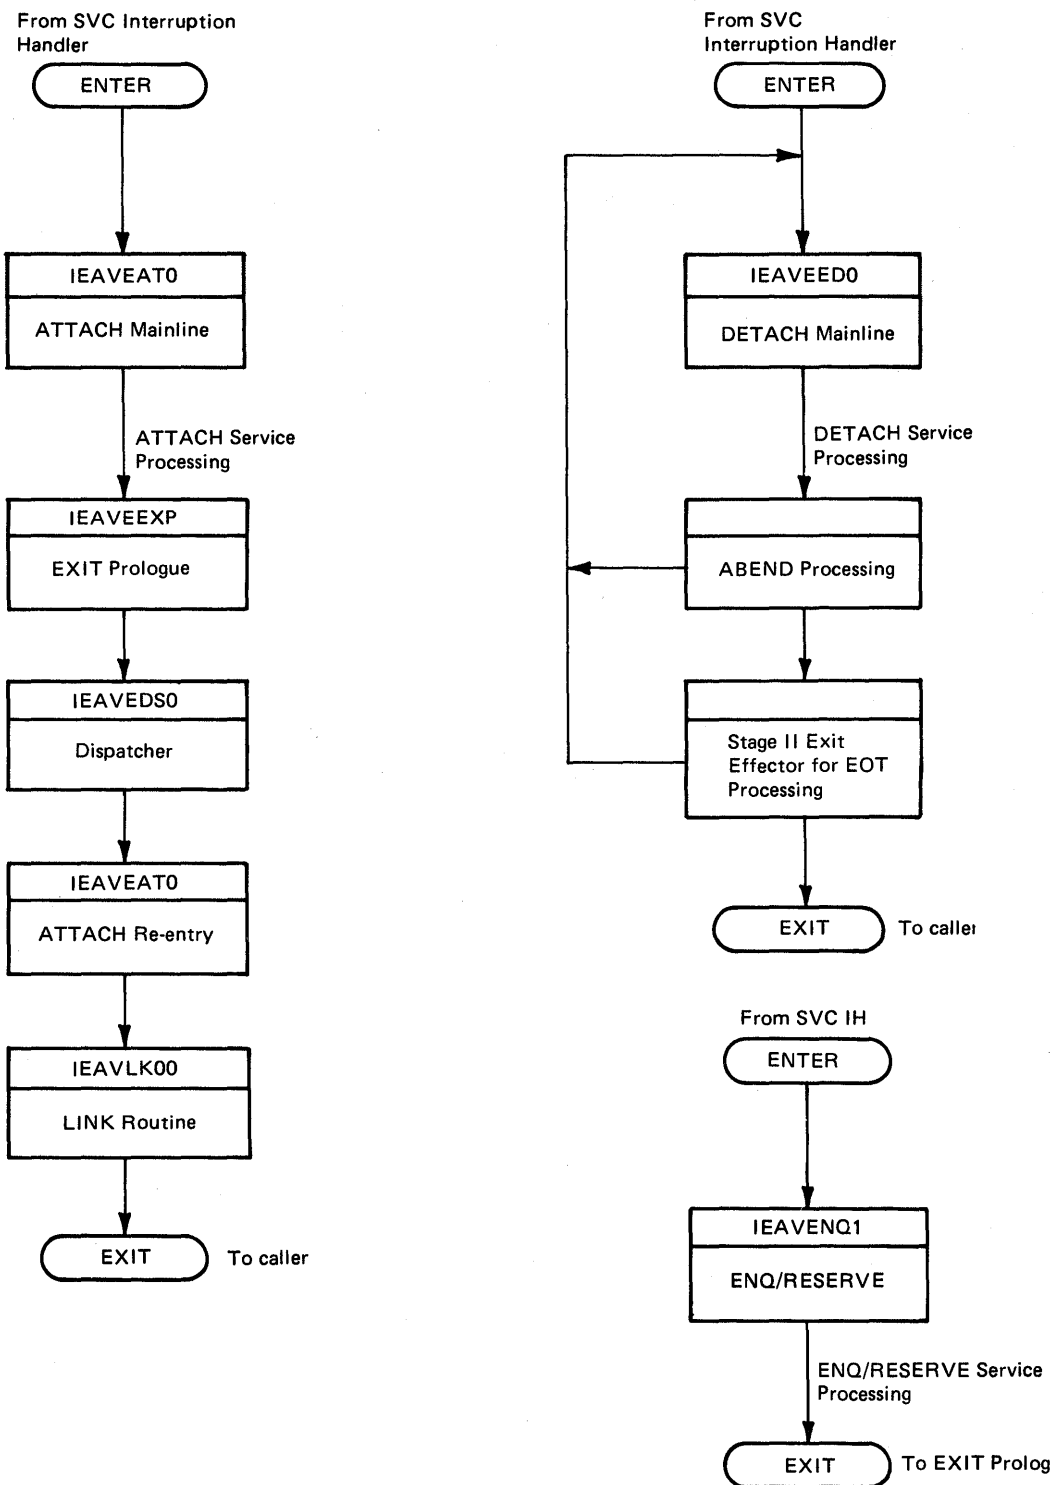 From SVC Interruption
Handler
ENTER
IEAVEAT0
ATTACH Mainline
ATTACH Service
Processing
IEAVEEXP
EXIT Prologue
IEAVEDS0
Dispatcher
IEAVEAT0
ATTACH Re-entry
IEAVLK00
LINK Routine
EXIT
To caller
From SVC
Interruption Handler
ENTER
IEAVEED0
DETACH Mainline
DETACH Service
Processing
ABEND Processing
Stage II Exit
Effector for EOT
Processing
EXIT
To caller
From SVC IH
ENTER
IEAVENQ1
ENQ/RESERVE
ENQ/RESERVE Service
Processing
EXIT
To EXIT Prolog